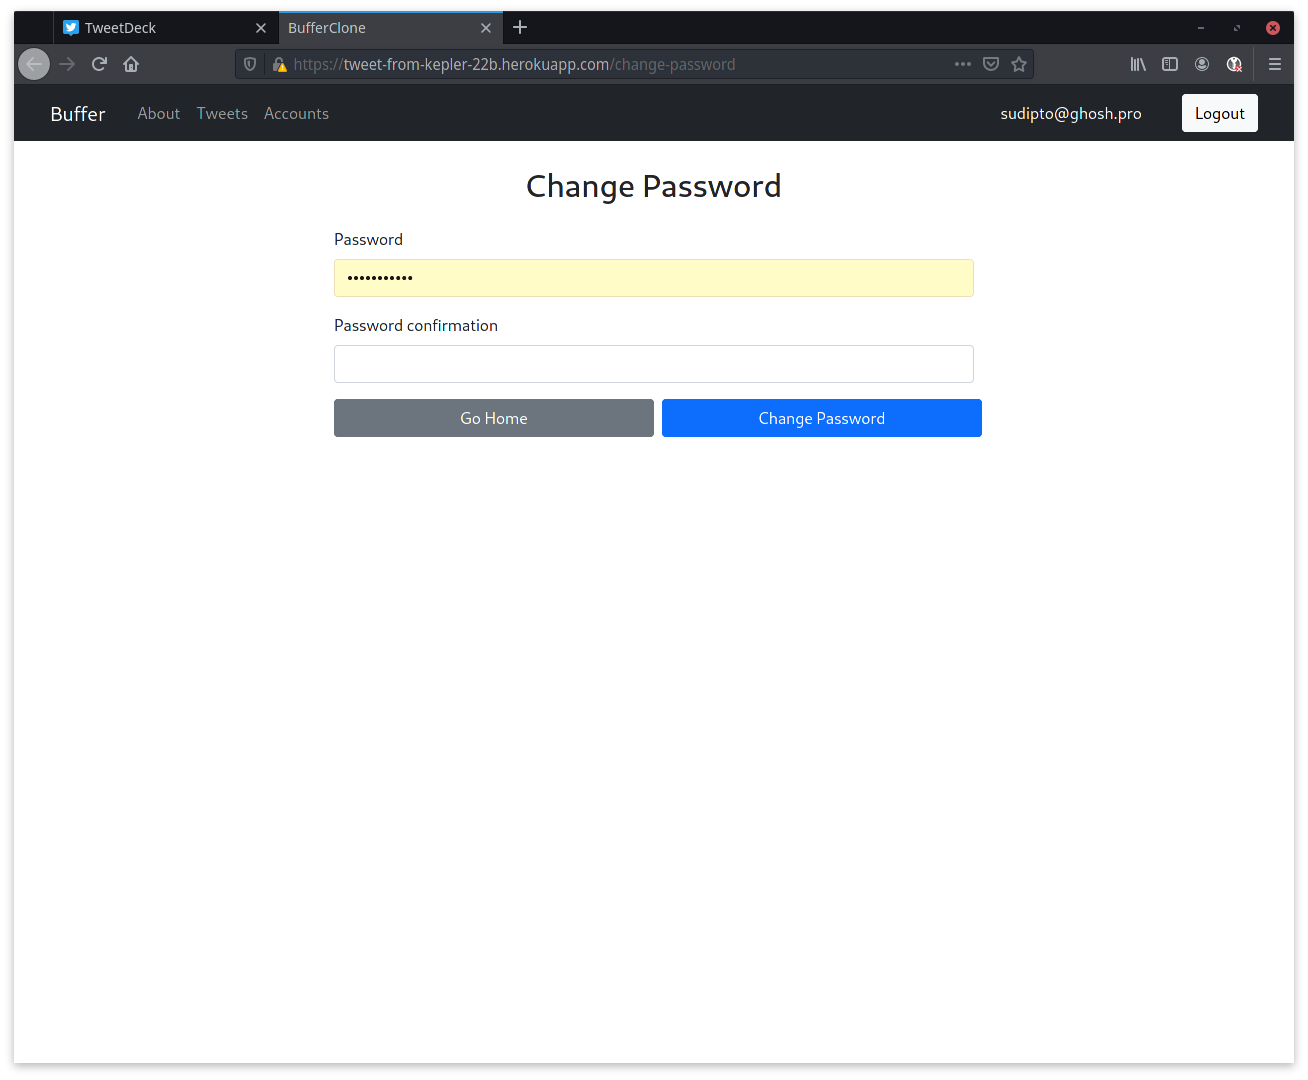 TweetDeck
BufferClone
https://tweet-from-kepler-22b.herokuapp.com/change-password
Buffer About Tweets Accounts sudipto@ghosh.pro Logout
Change Password
Password
•••••••••••
Password confirmation
Go Home Change Password